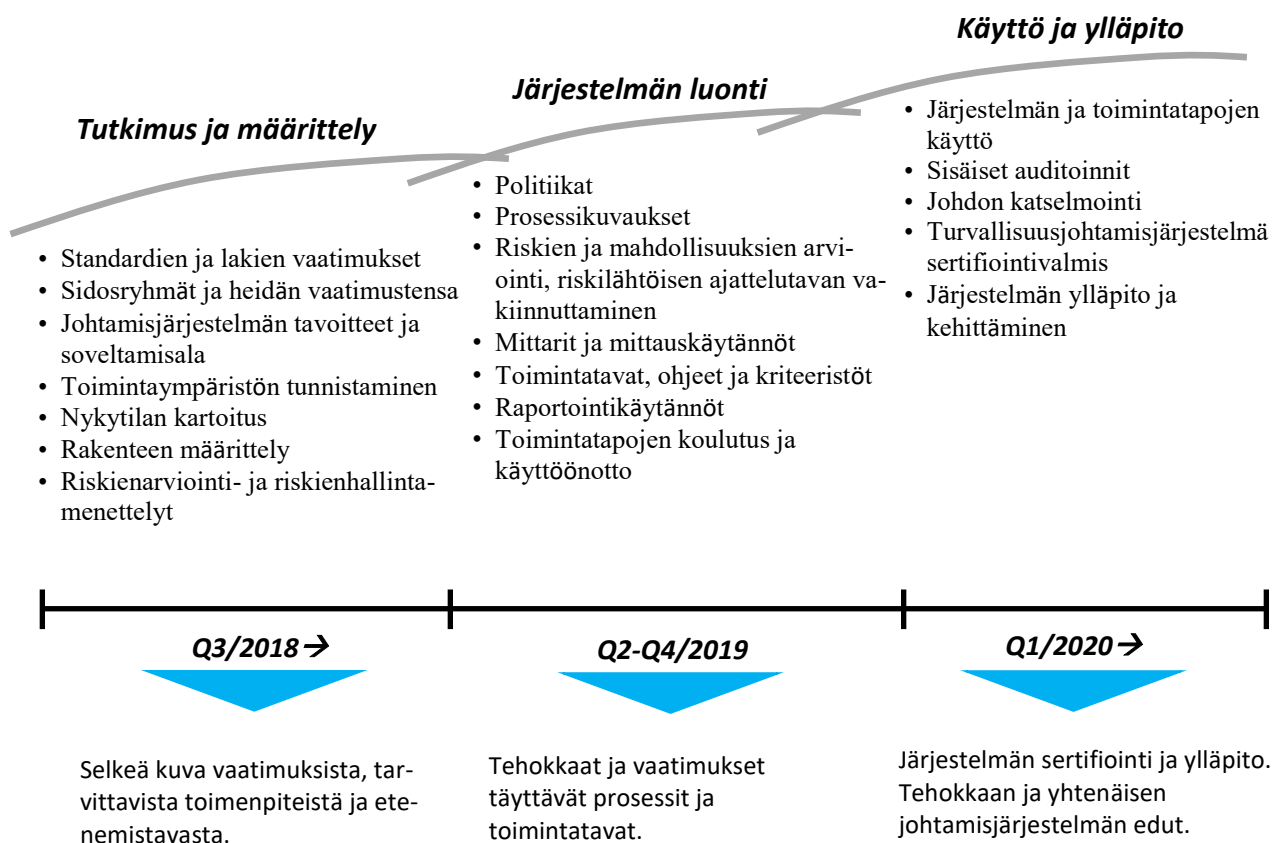 Tutkimus ja määrittely
• Standardien ja lakien vaatimukset
• Sidosryhmät ja heidän vaatimustensa
• Johtamisjärjestelmän tavoitteet ja
soveltamisala
• Toimintaympäristön tunnistaminen
• Nykytilan kartoitus
• Rakenteen määrittely
• Riskienarviointi- ja riskienhallinta-
menettelyt
Järjestelmän luonti
• Politiikat
• Prosessikuvaukset
• Riskien ja mahdollisuuksien arvi-
ointi, riskilähtöisen ajattelutavan va-
kiinnuttaminen
• Mittarit ja mittauskäytännöt
• Toimintatavat, ohjeet ja kriteeristöt
• Raportointikäytännöt
• Toimintatapojen koulutus ja
käyttöönotto
Käyttö ja ylläpito
• Järjestelmän ja toimintatapojen
käyttö
• Sisäiset auditoinnit
• Johdon katselmointi
• Turvallisuusjohtamisjärjestelmä
sertifiointivalmis
• Järjestelmän ylläpito ja
kehittäminen
Q3/2018→
Q2-Q4/2019
Q1/2020→
Selkeä kuva vaatimuksista, tar-
vittavista toimenpiteistä ja ete-
nemistavasta.
Tehokkaat ja vaatimukset
täyttävät prosessit ja
toimintatavat.
Järjestelmän sertifiointi ja ylläpito.
Tehokkaan ja yhtenäisen
johtamisjärjestelmän edut.